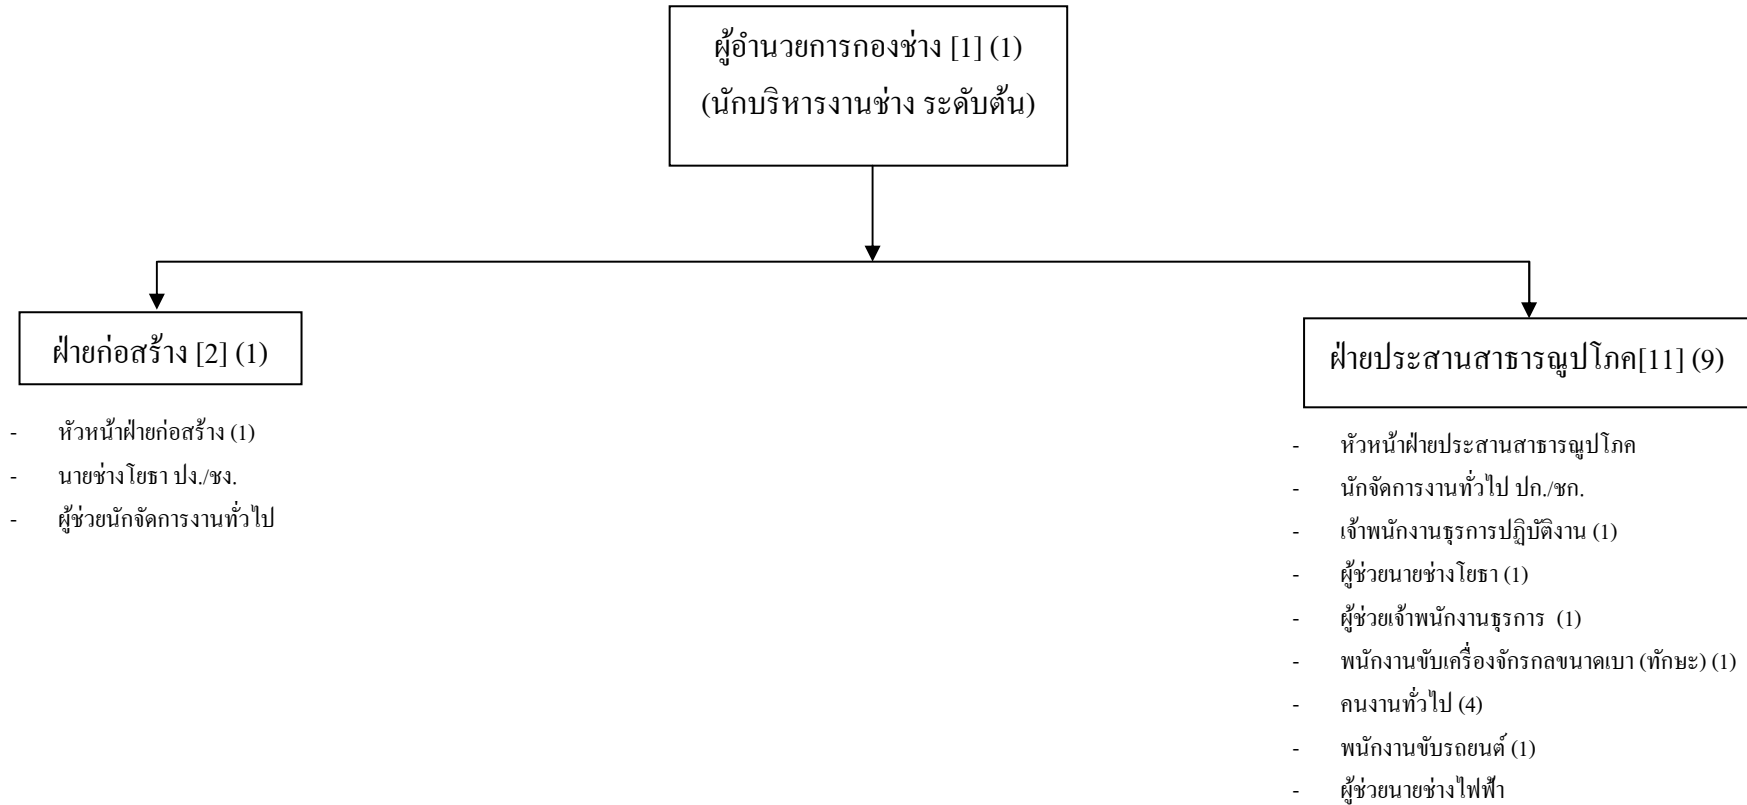 ผู้อำนวยการกองช่าง [1] (1)
(นักบริหารงานช่าง ระดับต้น)
ฝ่ายก่อสร้าง [2] (1)
- หัวหน้าฝ่ายก่อสร้าง (1)
- นายช่างโยธา ปง./ชง.
- ผู้ช่วยนักจัดการงานทั่วไป
ฝ่ายประสานสาธารณูปโภค[11] (9)
- หัวหน้าฝ่ายประสานสาธารณูปโภค
- นักจัดการงานทั่วไป ปก./ชก.
- เจ้าพนักงานธุรการปฏิบัติงาน (1)
- ผู้ช่วยนายช่างโยธา (1)
- ผู้ช่วยเจ้าพนักงานธุรการ (1)
- พนักงานขับเครื่องจักรกลขนาดเบา (ทักษะ) (1)
- คนงานทั่วไป (4)
- พนักงานขับรถยนต์ (1)
- ผู้ช่วยนายช่างไฟฟ้า